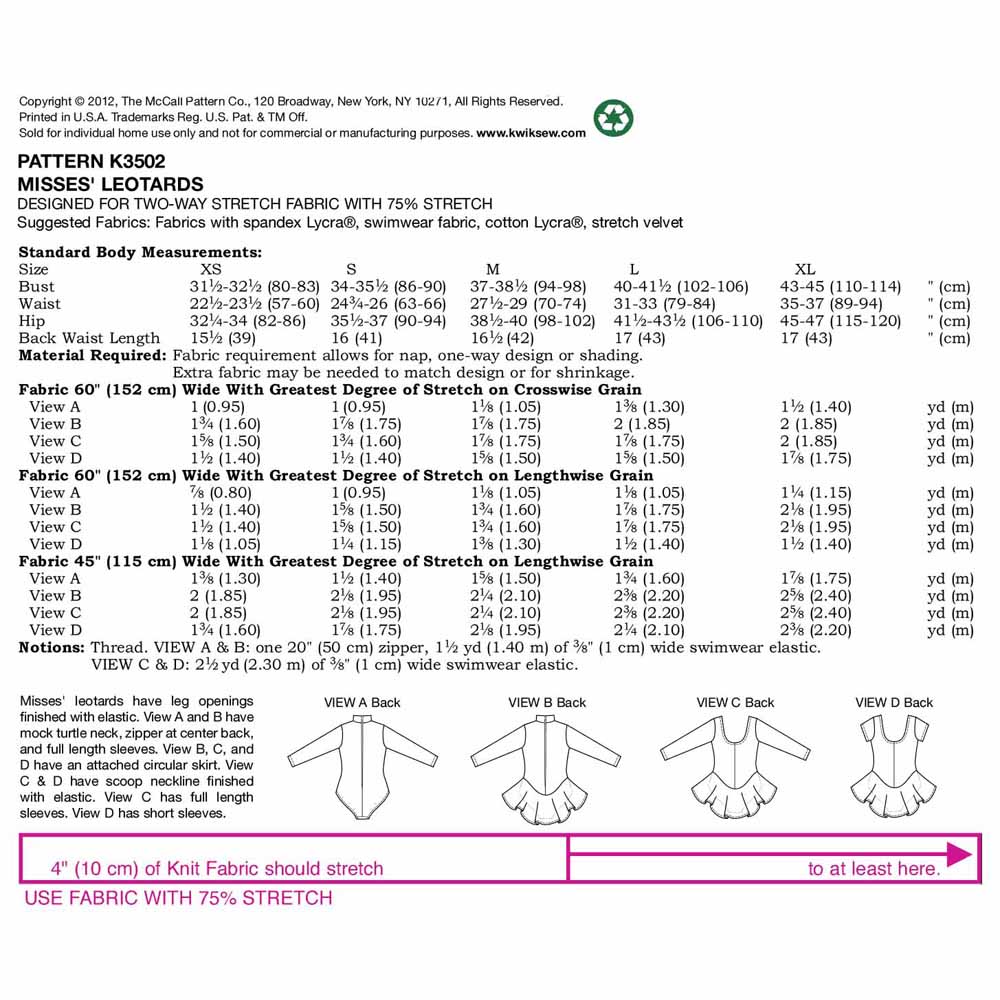 Copyright © 2012, The McCall Pattern Co., 120 Broadway, New York, NY 10271, All Rights Reserved.
Printed in U.S.A. Trademarks Reg. U.S. Pat. & TM Off.
Sold for individual home use only and not for commercial or manufacturing purposes. www.kwiksew.com
PATTERN K3502
MISSES' LEOTARDS
DESIGNED FOR TWO-WAY STRETCH FABRIC WITH 75% STRETCH
Suggested Fabrics: Fabrics with spandex Lycra®, swimwear fabric, cotton Lycra®, stretch velvet
Standard Body Measurements:
Size XS S M L XL
Bust 31½-32½ (80-83) 34-35½ (86-90) 37-38½ (94-98) 40-41½ (102-106) 43-45 (110-114) " (cm)
Waist 22½-23½ (57-60) 24¾-26 (63-66) 27½-29 (70-74) 31-33 (79-84) 35-37 (89-94) " (cm)
Hip 32¼-34 (82-86) 35½-37 (90-94) 38½-40 (98-102) 41½-43½ (106-110) 45-47 (115-120) " (cm)
Back Waist Length 15½ (39) 16 (41) 16½ (42) 17 (43) 17 (43) " (cm)
Material Required: Fabric requirement allows for nap, one-way design or shading.
Extra fabric may be needed to match design or for shrinkage.
Fabric 60" (152 cm) Wide With Greatest Degree of Stretch on Crosswise Grain
View A 1 (0.95) 1 (0.95) 1⅛ (1.05) 1⅜ (1.30) 1½ (1.40) yd (m)
View B 1¾ (1.60) 1⅞ (1.75) 1⅞ (1.75) 2 (1.85) 2 (1.85) yd (m)
View C 1⅝ (1.50) 1¾ (1.60) 1⅞ (1.75) 1⅞ (1.75) 2 (1.85) yd (m)
View D 1½ (1.40) 1½ (1.40) 1⅝ (1.50) 1⅝ (1.50) 1⅞ (1.75) yd (m)
Fabric 60" (152 cm) Wide With Greatest Degree of Stretch on Lengthwise Grain
View A ⅞ (0.80) 1 (0.95) 1⅛ (1.05) 1⅛ (1.05) 1¼ (1.15) yd (m)
View B 1½ (1.40) 1⅝ (1.50) 1¾ (1.60) 1⅞ (1.75) 2⅛ (1.95) yd (m)
View C 1½ (1.40) 1⅝ (1.50) 1¾ (1.60) 1⅞ (1.75) 2⅛ (1.95) yd (m)
View D 1⅛ (1.05) 1¼ (1.15) 1⅜ (1.30) 1½ (1.40) 1½ (1.40) yd (m)
Fabric 45" (115 cm) Wide With Greatest Degree of Stretch on Lengthwise Grain
View A 1⅜ (1.30) 1½ (1.40) 1⅝ (1.50) 1¾ (1.60) 1⅞ (1.75) yd (m)
View B 2 (1.85) 2⅛ (1.95) 2¼ (2.10) 2⅜ (2.20) 2⅝ (2.40) yd (m)
View C 2 (1.85) 2⅛ (1.95) 2¼ (2.10) 2⅜ (2.20) 2⅝ (2.40) yd (m)
View D 1¾ (1.60) 1⅞ (1.75) 2⅛ (1.95) 2¼ (2.10) 2⅜ (2.20) yd (m)
Notions: Thread. VIEW A & B: one 20" (50 cm) zipper, 1½ yd (1.40 m) of ⅜" (1 cm) wide swimwear elastic.
VIEW C & D: 2½ yd (2.30 m) of ⅜" (1 cm) wide swimwear elastic.
Misses' leotards have leg openings
finished with elastic. View A and B have
mock turtle neck, zipper at center back,
and full length sleeves. View B, C, and
D have an attached circular skirt. View
C & D have scoop neckline finished
with elastic. View C has full length
sleeves. View D has short sleeves.
VIEW A Back
VIEW B Back
VIEW C Back
VIEW D Back
4" (10 cm) of Knit Fabric should stretch
to at least here.
USE FABRIC WITH 75% STRETCH